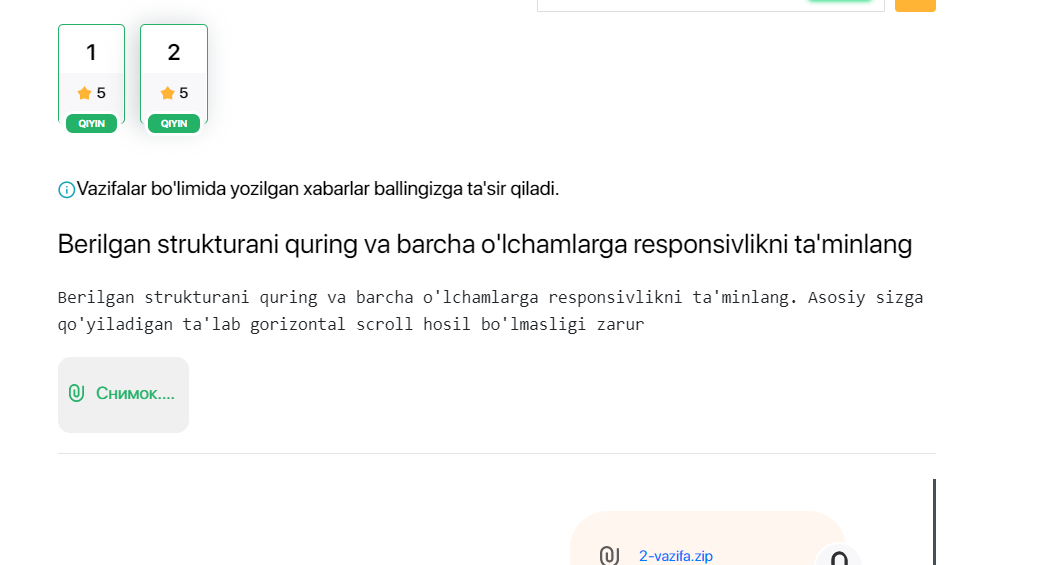 1 2
5 5
QIYIN QIYIN
Vazifalar bo'limida yozilgan xabarlar ballingizga ta'sir qiladi.
Berilgan strukturani quring va barcha o'lchamlarga responsivlikni ta'minlang
Berilgan strukturani quring va barcha o'lchamlarga responsivlikni ta'minlang. Asosiy sizga
qo'yiladigan ta'lab gorizontal scroll hosil bo'lmasligi zarur
Снимок....
2-vazifa.zip